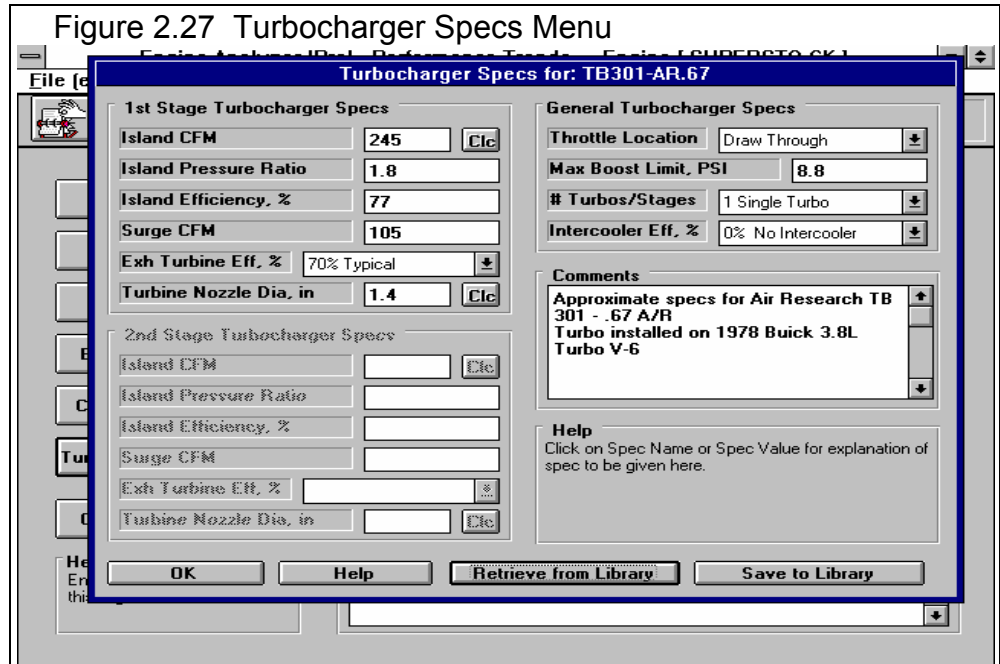 Figure 2.27  Turbocharger Specs Menu
File (e
Turbocharger Specs for: TB301-AR.67
1st Stage Turbocharger Specs
Island CFM 245 Clc
Island Pressure Ratio 1.8
Island Efficiency, % 77
Surge CFM 105
Exh Turbine Eff, % 70% Typical
Turbine Nozzle Dia, in 1.4 Clc
2nd Stage Turbocharger Specs
Island CFM Clc
Island Pressure Ratio
Island Efficiency, %
Surge CFM
Exh Turbine Eff, %
Turbine Nozzle Dia, in Clc
General Turbocharger Specs
Throttle Location Draw Through
Max Boost Limit, PSI 8.8
# Turbos/Stages 1 Single Turbo
Intercooler Eff, % 0% No Intercooler
Comments
Approximate specs for Air Research TB
301 - .67 A/R
Turbo installed on 1978 Buick 3.8L
Turbo V-6
Help
Click on Spec Name or Spec Value for explanation of
spec to be given here.
OK Help Retrieve from Library Save to Library